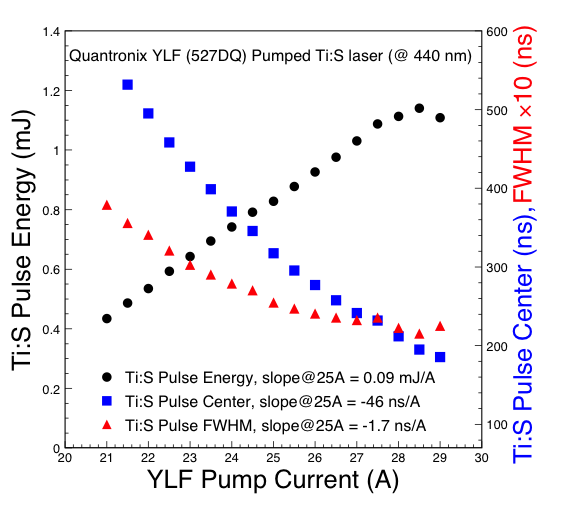 Quantronix YLF (527DQ) Pumped Ti:S laser (@ 440 nm)
Ti:S Pulse Energy (mJ)
1.4
1.2
1
0.8
0.6
0.4
0.2
0
Ti:S Pulse Energy, slope@25A = 0.09 mJ/A
Ti:S Pulse Center, slope@25A = -46 ns/A
Ti:S Pulse FWHM, slope@25A = -1.7 ns/A
20 21 22 23 24 25 26 27 28 29 30
YLF Pump Current (A)
600
500
400
300
200
100
Ti:S Pulse Center (ns), FWHM ×10 (ns)